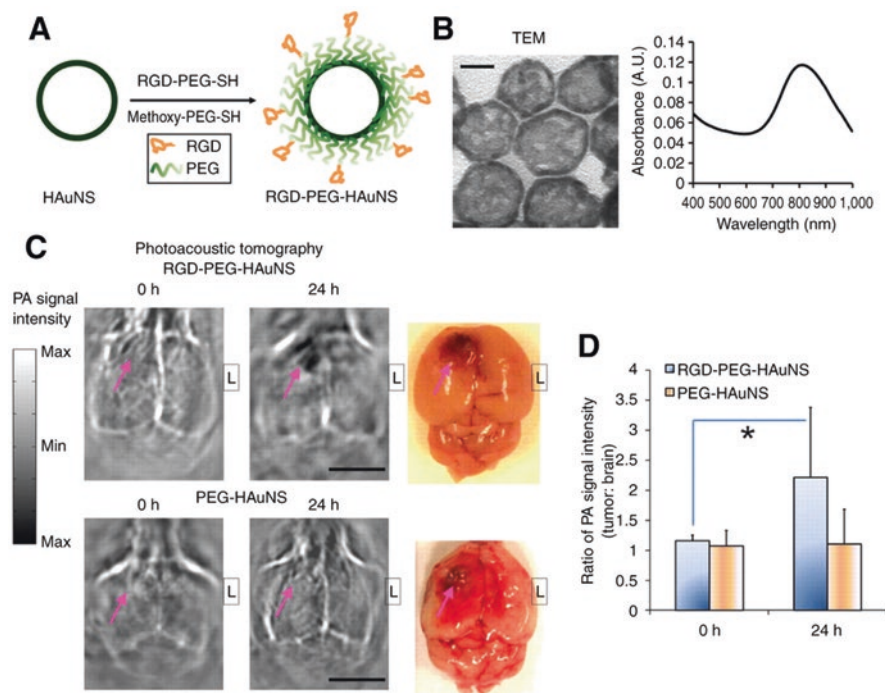 A
RGD-PEG-SH
Methoxy-PEG-SH
RGD
PEG
HAuNS
RGD-PEG-HAuNS
B
TEM
Absorbance (A.U.)
0.14
0.12
0.10
0.08
0.06
0.04
0.02
0
400 500 600 700 800 900 1,000
Wavelength (nm)
C
Photoacoustic tomography
RGD-PEG-HAuNS
0 h
24 h
PA signal
intensity
Max
Min
Max
L
L
L
PEG-HAuNS
0 h
24 h
L
L
L
D
RGD-PEG-HAuNS
PEG-HAuNS
Ratio of PA signal intensity
(tumor: brain)
4
3.5
3
2.5
2
1.5
1
0.5
0
*
0 h
24 h